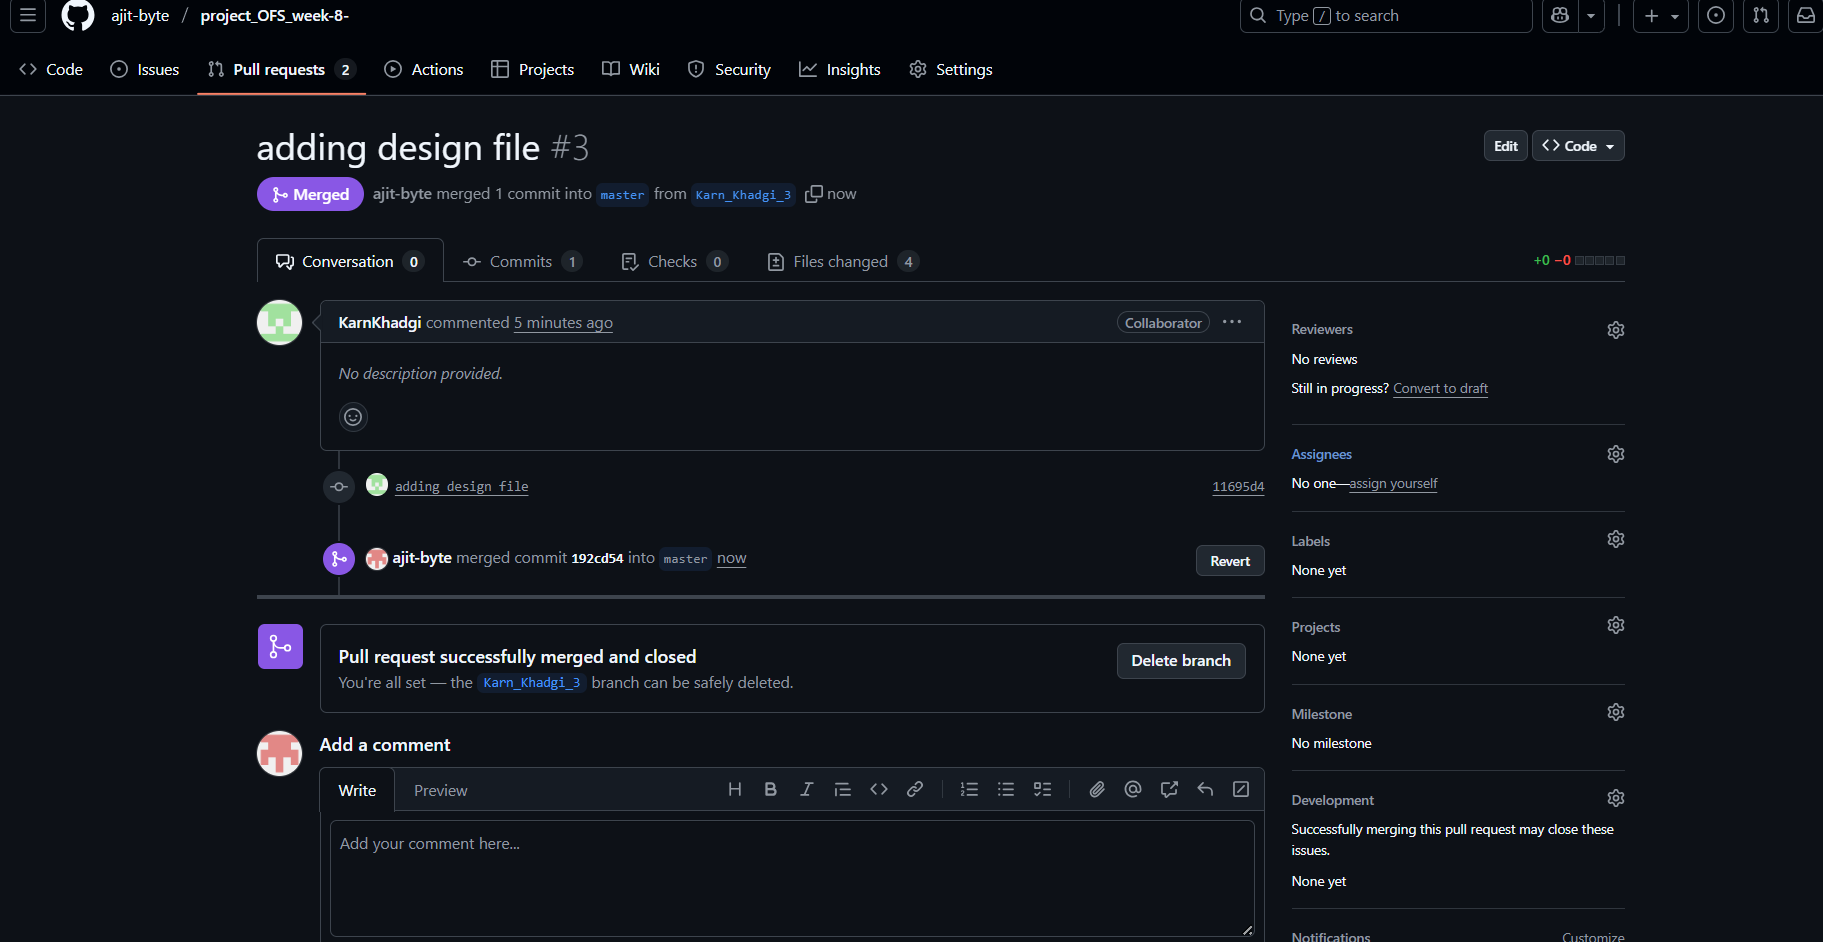 ajit-byte / project_OFS_week-8-
Type / to search
Code
Issues
Pull requests 2
Actions
Projects
Wiki
Security
Insights
Settings
adding design file #3
Edit
Code
Merged
ajit-byte merged 1 commit into master from Karn_Khadgi_3 now
Conversation 0
Commits 1
Checks 0
Files changed 4
+0 −0
KarnKhadgi commented 5 minutes ago
Collaborator
No description provided.
adding design file
11695d4
ajit-byte merged commit 192cd54 into master now
Revert
Pull request successfully merged and closed
You're all set — the Karn_Khadgi_3 branch can be safely deleted.
Delete branch
Add a comment
Write
Preview
Add your comment here...
Reviewers
No reviews
Still in progress? Convert to draft
Assignees
No one—assign yourself
Labels
None yet
Projects
None yet
Milestone
No milestone
Development
Successfully merging this pull request may close these
issues.
None yet
Notifications
Customize